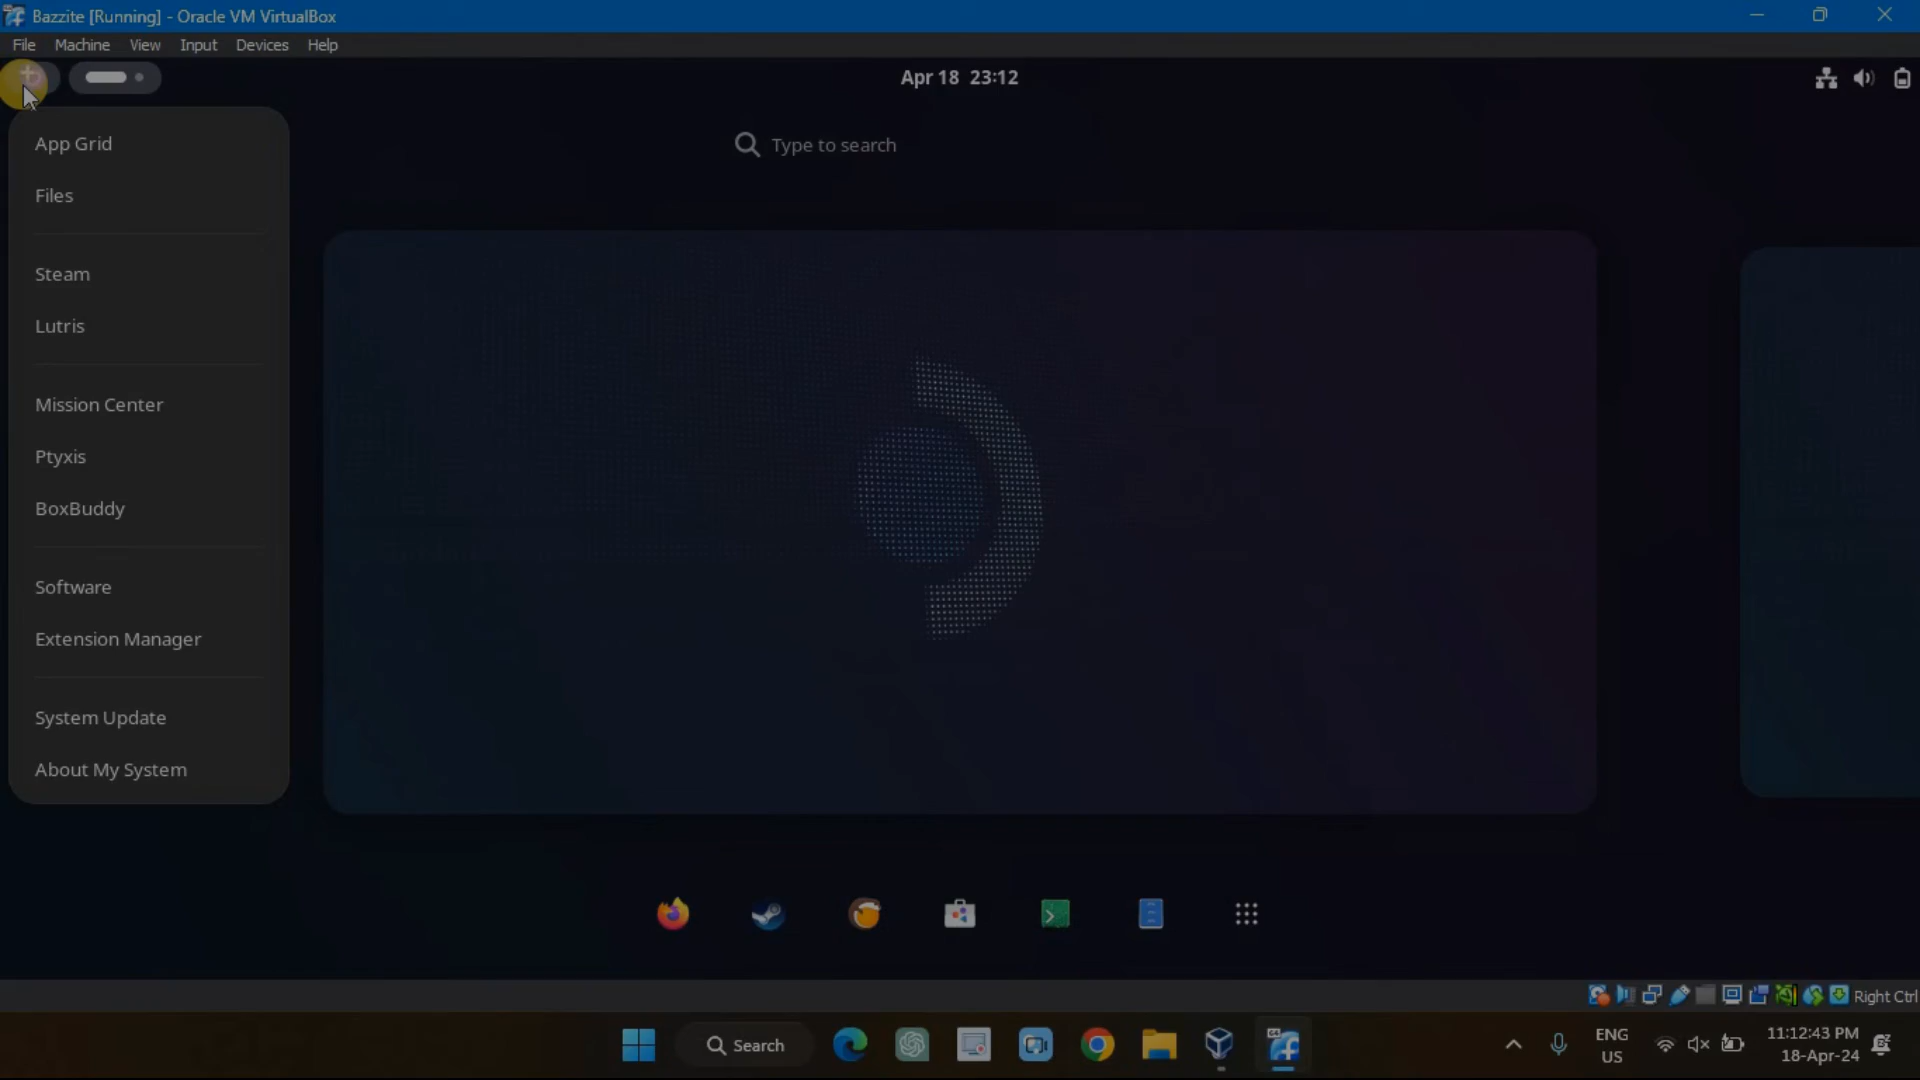 Bazzite [Running] - Oracle VM VirtualBox
File Machine View Input Devices Help
Apr 18 23:12
Type to search
App Grid
Files
Steam
Lutris
Mission Center
Ptyxis
BoxBuddy
Software
Extension Manager
System Update
About My System
Right Ctrl
Search
ENG
US
11:12:43 PM
18-Apr-24